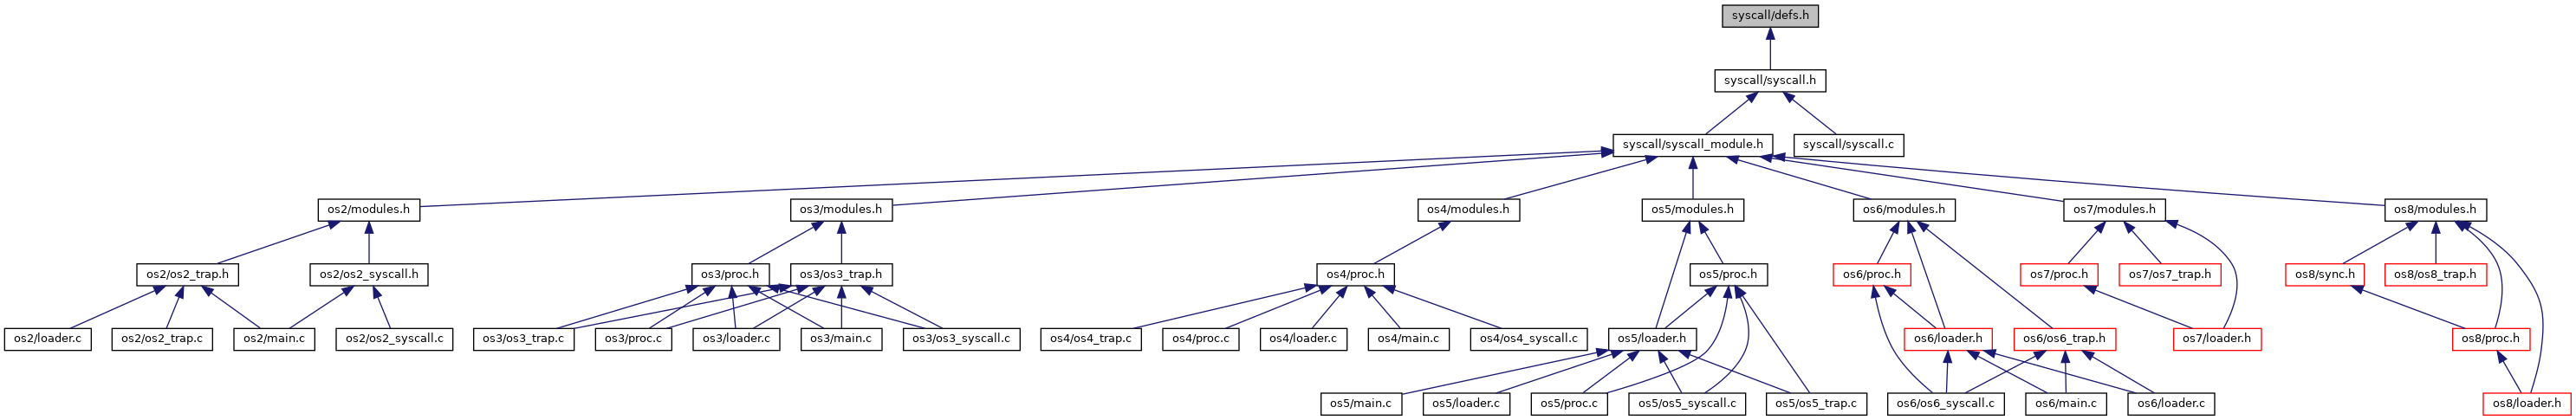 syscall/defs.h
syscall/syscall.h
syscall/syscall_module.h
syscall/syscall.c
os2/modules.h
os3/modules.h
os4/modules.h
os5/modules.h
os6/modules.h
os7/modules.h
os8/modules.h
os2/os2_trap.h
os2/os2_syscall.h
os3/proc.h
os3/os3_trap.h
os4/proc.h
os5/proc.h
os6/proc.h
os7/proc.h
os7/os7_trap.h
os8/sync.h
os8/os8_trap.h
os2/loader.c
os2/os2_trap.c
os2/main.c
os2/os2_syscall.c
os3/os3_trap.c
os3/proc.c
os3/loader.c
os3/main.c
os3/os3_syscall.c
os4/os4_trap.c
os4/proc.c
os4/loader.c
os4/main.c
os4/os4_syscall.c
os5/loader.h
os6/loader.h
os6/os6_trap.h
os7/loader.h
os8/proc.h
os5/main.c
os5/loader.c
os5/proc.c
os5/os5_syscall.c
os5/os5_trap.c
os6/os6_syscall.c
os6/main.c
os6/loader.c
os8/loader.h